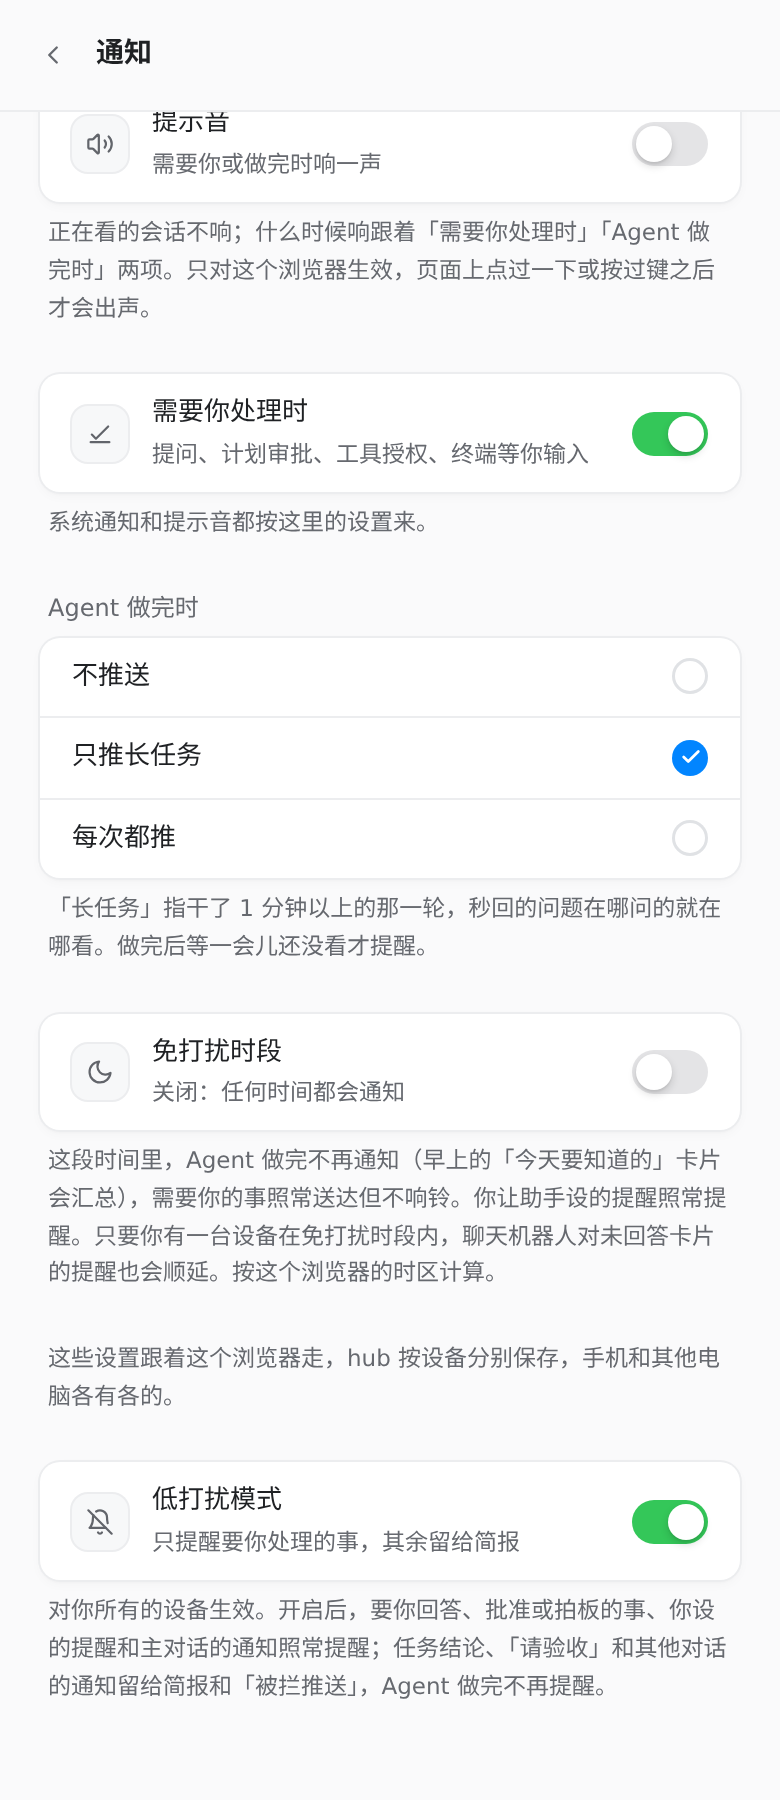 通知
提示音
需要你或做完时响一声
正在看的会话不响；什么时候响跟着「需要你处理时」「Agent 做
完时」两项。只对这个浏览器生效，页面上点过一下或按过键之后
才会出声。
需要你处理时
提问、计划审批、工具授权、终端等你输入
系统通知和提示音都按这里的设置来。
Agent 做完时
不推送
只推长任务
每次都推
「长任务」指干了 1 分钟以上的那一轮，秒回的问题在哪问的就在
哪看。做完后等一会儿还没看才提醒。
免打扰时段
关闭：任何时间都会通知
这段时间里，Agent 做完不再通知（早上的「今天要知道的」卡片
会汇总），需要你的事照常送达但不响铃。你让助手设的提醒照常提
醒。只要你有一台设备在免打扰时段内，聊天机器人对未回答卡片
的提醒也会顺延。按这个浏览器的时区计算。
这些设置跟着这个浏览器走，hub 按设备分别保存，手机和其他电
脑各有各的。
低打扰模式
只提醒要你处理的事，其余留给简报
对你所有的设备生效。开启后，要你回答、批准或拍板的事、你设
的提醒和主对话的通知照常提醒；任务结论、「请验收」和其他对话
的通知留给简报和「被拦推送」，Agent 做完不再提醒。